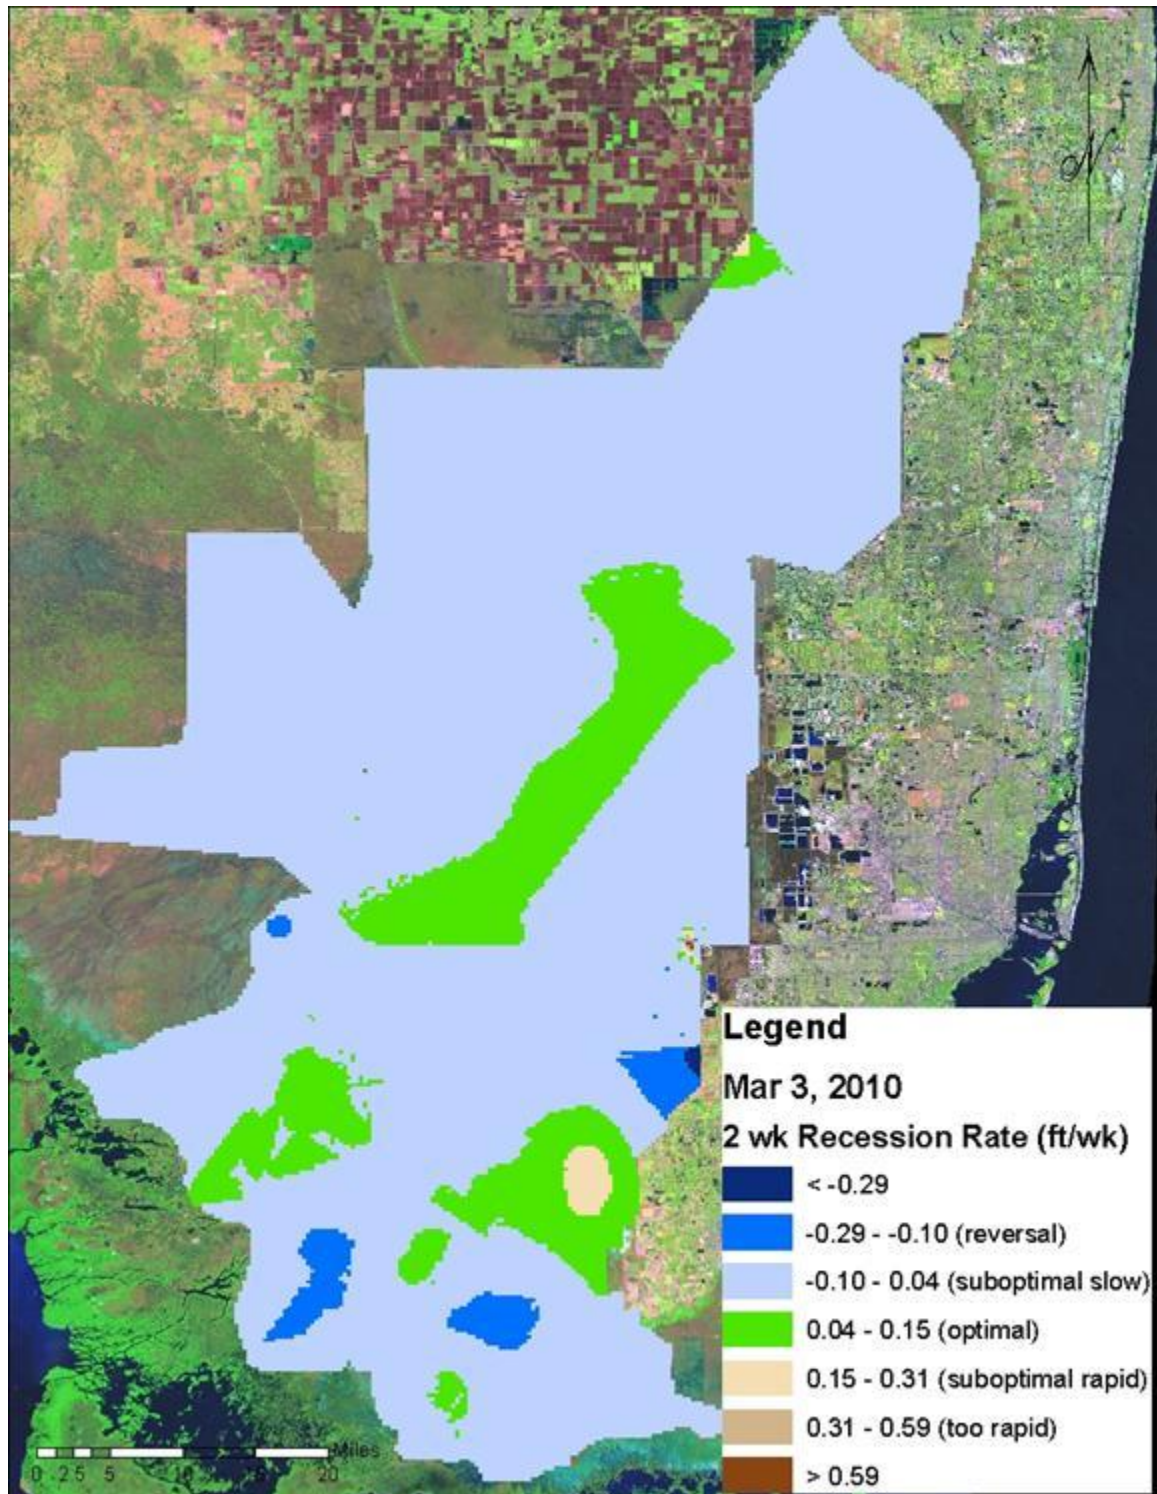 N
Legend
Mar 3, 2010
2 wk Recession Rate (ft/wk)
< -0.29
-0.29 - -0.10 (reversal)
-0.10 - 0.04 (suboptimal slow)
0.04 - 0.15 (optimal)
0.15 - 0.31 (suboptimal rapid)
0.31 - 0.59 (too rapid)
> 0.59
Miles
0 2.5 5 10 15 20